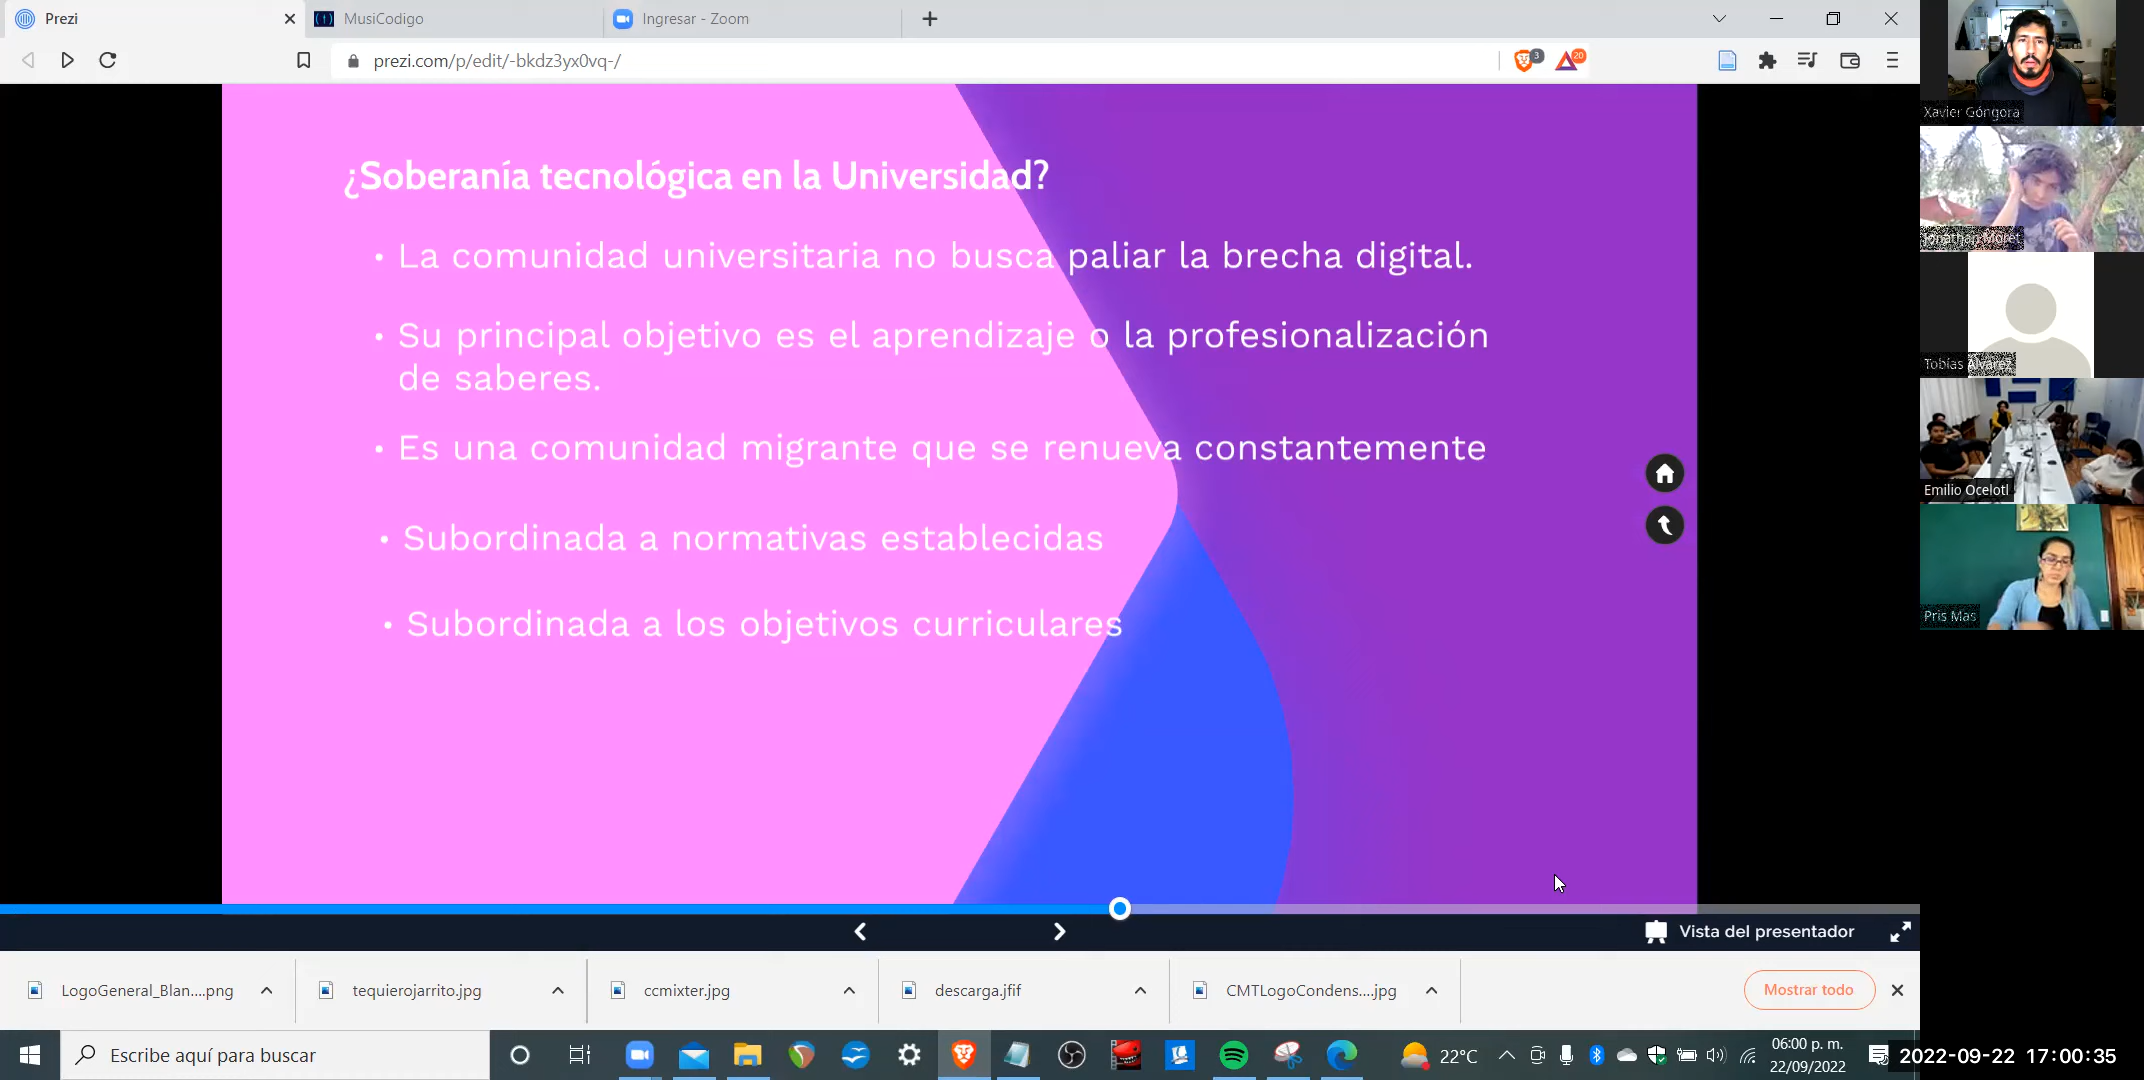 Prezi
MusiCodigo
Ingresar - Zoom
prezi.com/p/edit/-bkdz3yx0vq-/
3
20
¿Soberanía tecnológica en la Universidad?
• La comunidad universitaria no busca paliar la brecha digital.
• Su principal objetivo es el aprendizaje o la profesionalización
de saberes.
• Es una comunidad migrante que se renueva constantemente
• Subordinada a normativas establecidas
• Subordinada a los objetivos curriculares
Xavier Góngora
Jonathan Moret
Tobías Álvarez
Emilio Ocelotl
Pris Mas
Vista del presentador
LogoGeneral_Blan....png
tequierojarrito.jpg
ccmixter.jpg
descarga.jfif
CMTLogoCondens....jpg
Mostrar todo
Escribe aquí para buscar
22°C
06:00 p. m.
22/09/2022
2022-09-22 17:00:35